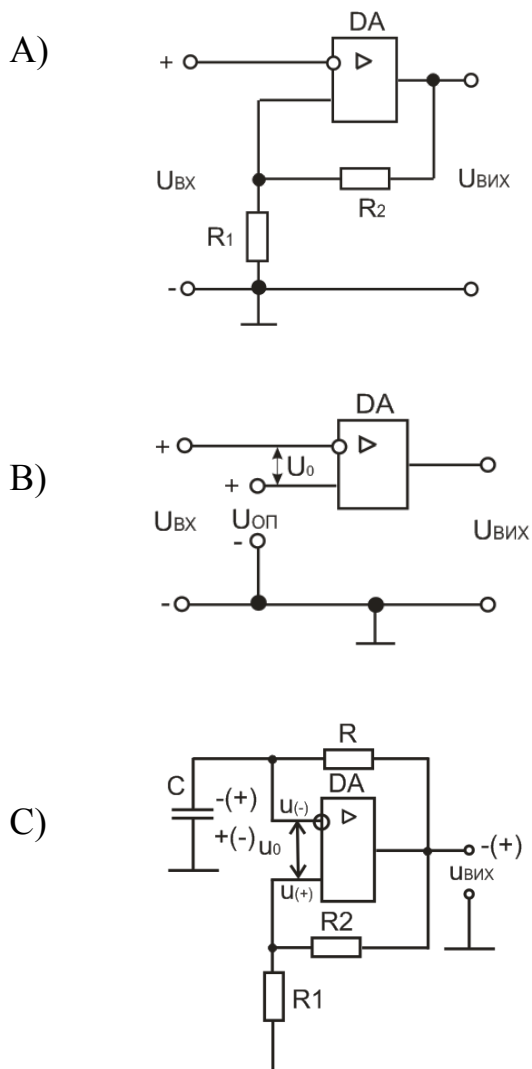 A)
DA
+
Uвх
R2
Uвих
R1
-
B)
DA
+
U0
+
Uвх
Uоп
-
Uвих
-
C)
R
C
DA
-(+)
u(-)
+(-)
u0
-(+)
uвих
u(+)
R2
R1